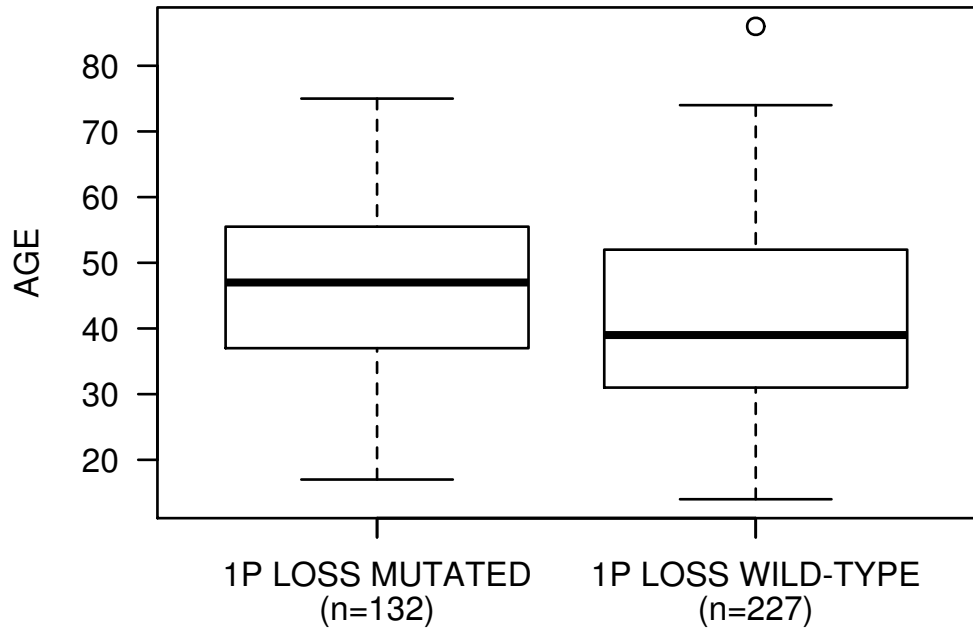 AGE
80
70
60
50
40
30
20
1P LOSS MUTATED
(n=132)
1P LOSS WILD-TYPE
(n=227)